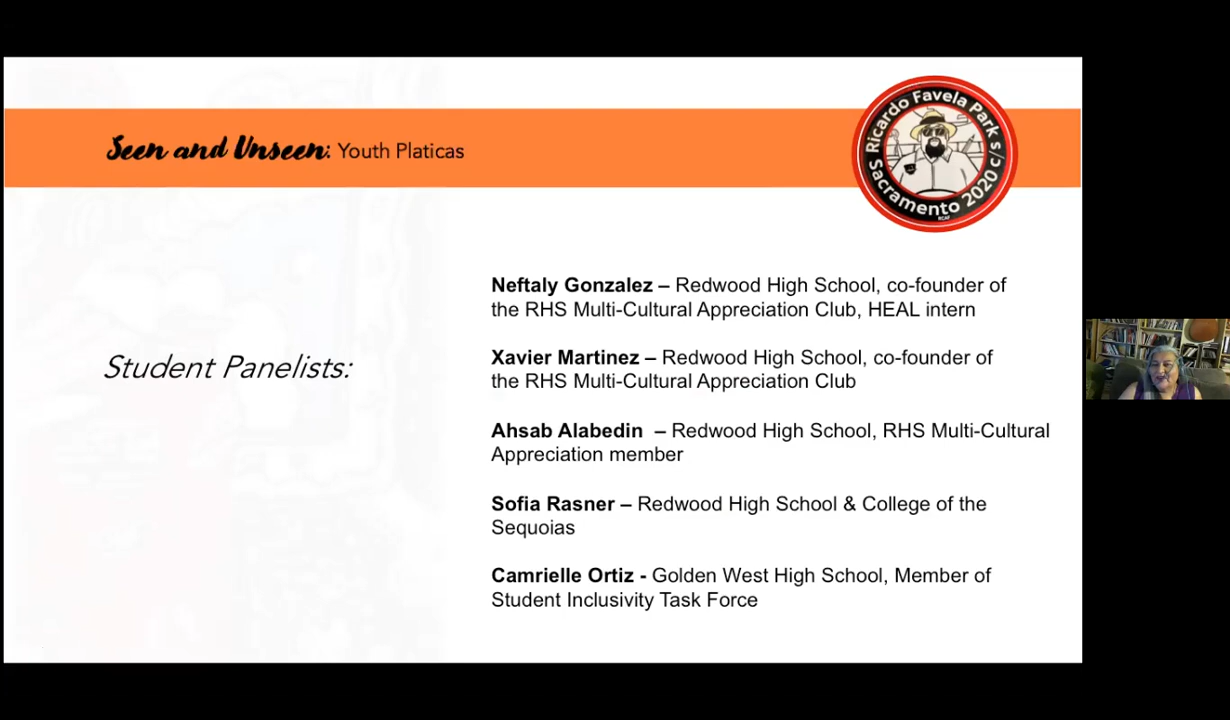 Seen and Unseen: Youth Platicas
Ricardo Favela Park s/c
Sacramento 2020
RCAF
Student Panelists:
Neftaly Gonzalez – Redwood High School, co-founder of
the RHS Multi-Cultural Appreciation Club, HEAL intern
Xavier Martinez – Redwood High School, co-founder of
the RHS Multi-Cultural Appreciation Club
Ahsab Alabedin – Redwood High School, RHS Multi-Cultural
Appreciation member
Sofia Rasner – Redwood High School & College of the
Sequoias
Camrielle Ortiz - Golden West High School, Member of
Student Inclusivity Task Force